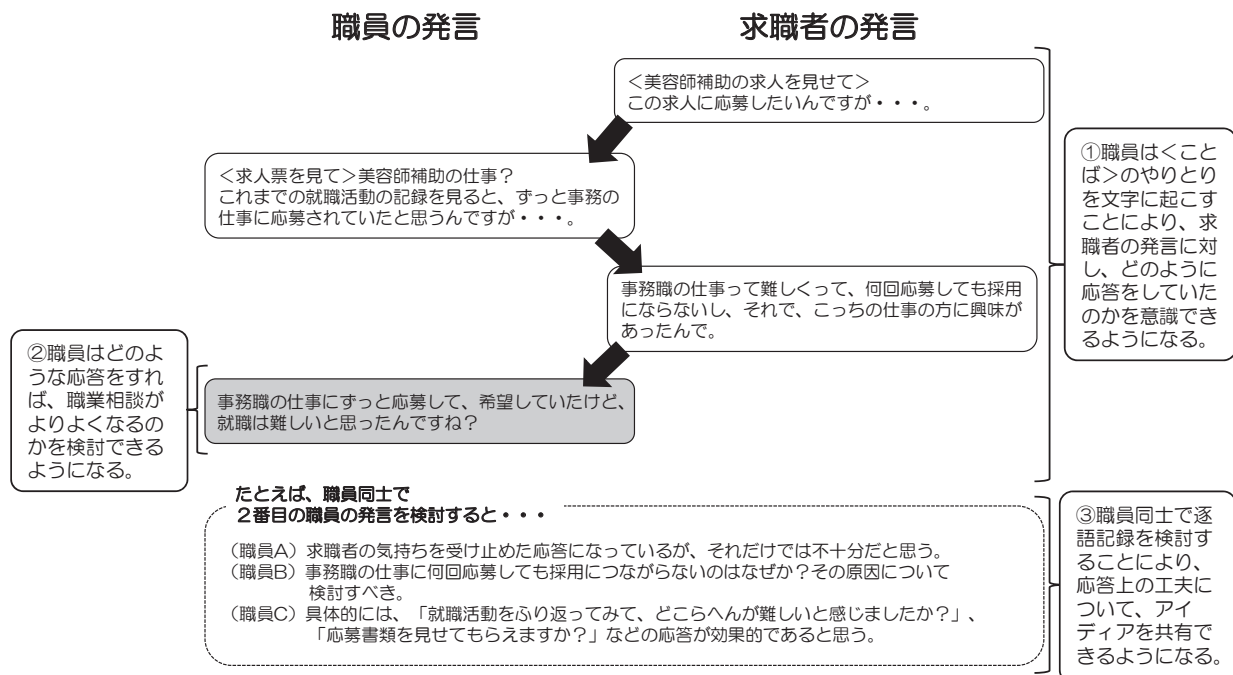 職員の発言
求職者の発言
＜美容師補助の求人を見せて＞
この求人に応募したいんですが・・・。
＜求人票を見て＞美容師補助の仕事？
これまでの就職活動の記録を見ると、ずっと事務の
仕事に応募されていたと思うんですが・・・。
事務職の仕事って難しくって、何回応募しても採用
にならないし、それで、こっちの仕事の方に興味が
あったんで。
事務職の仕事にずっと応募して、希望していたけど、
就職は難しいと思ったんですね？
①職員は＜こと
ば＞のやりとり
を文字に起こす
ことにより、求
職者の発言に対
し、どのように
応答をしていた
のかを意識でき
るようになる。
②職員はどのよ
うな応答をすれ
ば、職業相談が
よりよくなるの
かを検討できる
ようになる。
たとえば、職員同士で
２番目の職員の発言を検討すると・・・
（職員A）求職者の気持ちを受け止めた応答になっているが、それだけでは不十分だと思う。
（職員B）事務職の仕事に何回応募しても採用につながらないのはなぜか？その原因について
検討すべき。
（職員C）具体的には、「就職活動をふり返ってみて、どこらへんが難しいと感じましたか？」、
「応募書類を見せてもらえますか？」などの応答が効果的であると思う。
③職員同士で逐
語記録を検討す
ることにより、
応答上の工夫に
ついて、アイ
ディアを共有で
きるようになる。